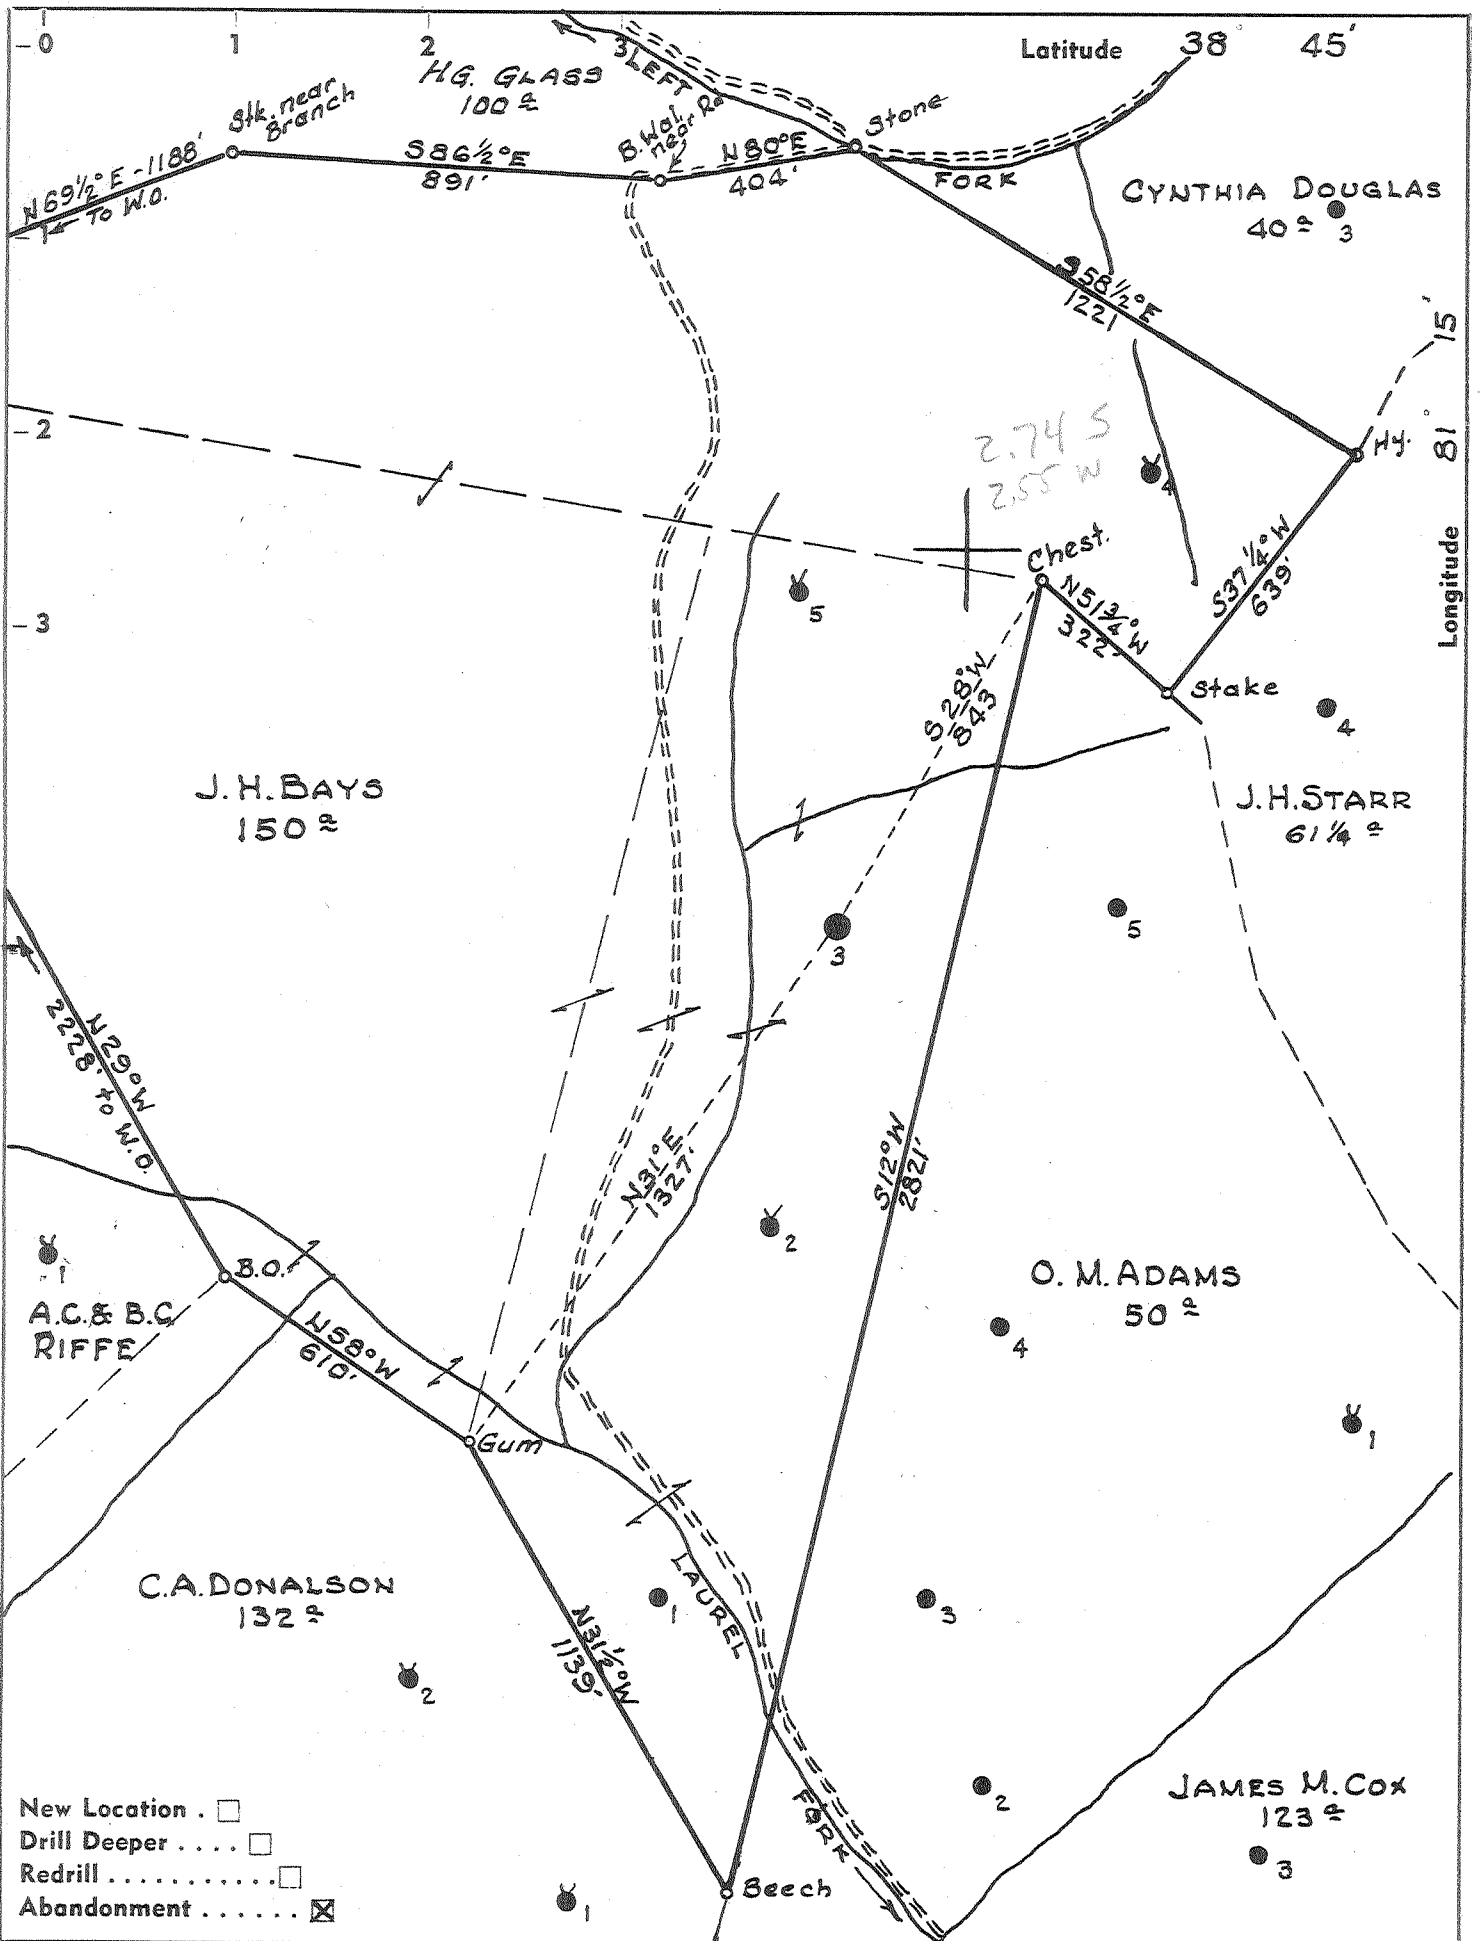 0 1 2 3
Latitude 38° 45'
H.G. GLASS
100 a
LEFT
FORK
Stk. near
Branch
B. Wal.
near Rd
Stone
N 69½° E - 1188'
To W.O.
S 86½° E
891'
N 80° E
404'
CYNTHIA DOUGLAS
40 a
3
1
S 58½° E
1221
15'
81°
Longitude
2
2.74 S
2.55 W
4
Hy.
Chest.
5
3
N 51¾° W
322'
S 37¼° W
639'
Stake
4
S 28° W
843
J. H. BAYS
150 a
J. H. STARR
61¼ a
3
5
N 29° W
2228' to W.O.
N 31° E
1327'
S 12° W
2821'
2
1
B.O.
A.C. & B.C.
RIFFE
O. M. ADAMS
50 a
4
N 58° W
610'
1
Gum
C. A. DONALSON
132 a
1
LAUREL
FORK
3
N 31½° W
1139'
2
2
JAMES M. COX
123 a
3
New Location . □
Drill Deeper . . . . □
Redrill . . . . . . . . . . . □
Abandonment . . . . . . ☒
1
Beech